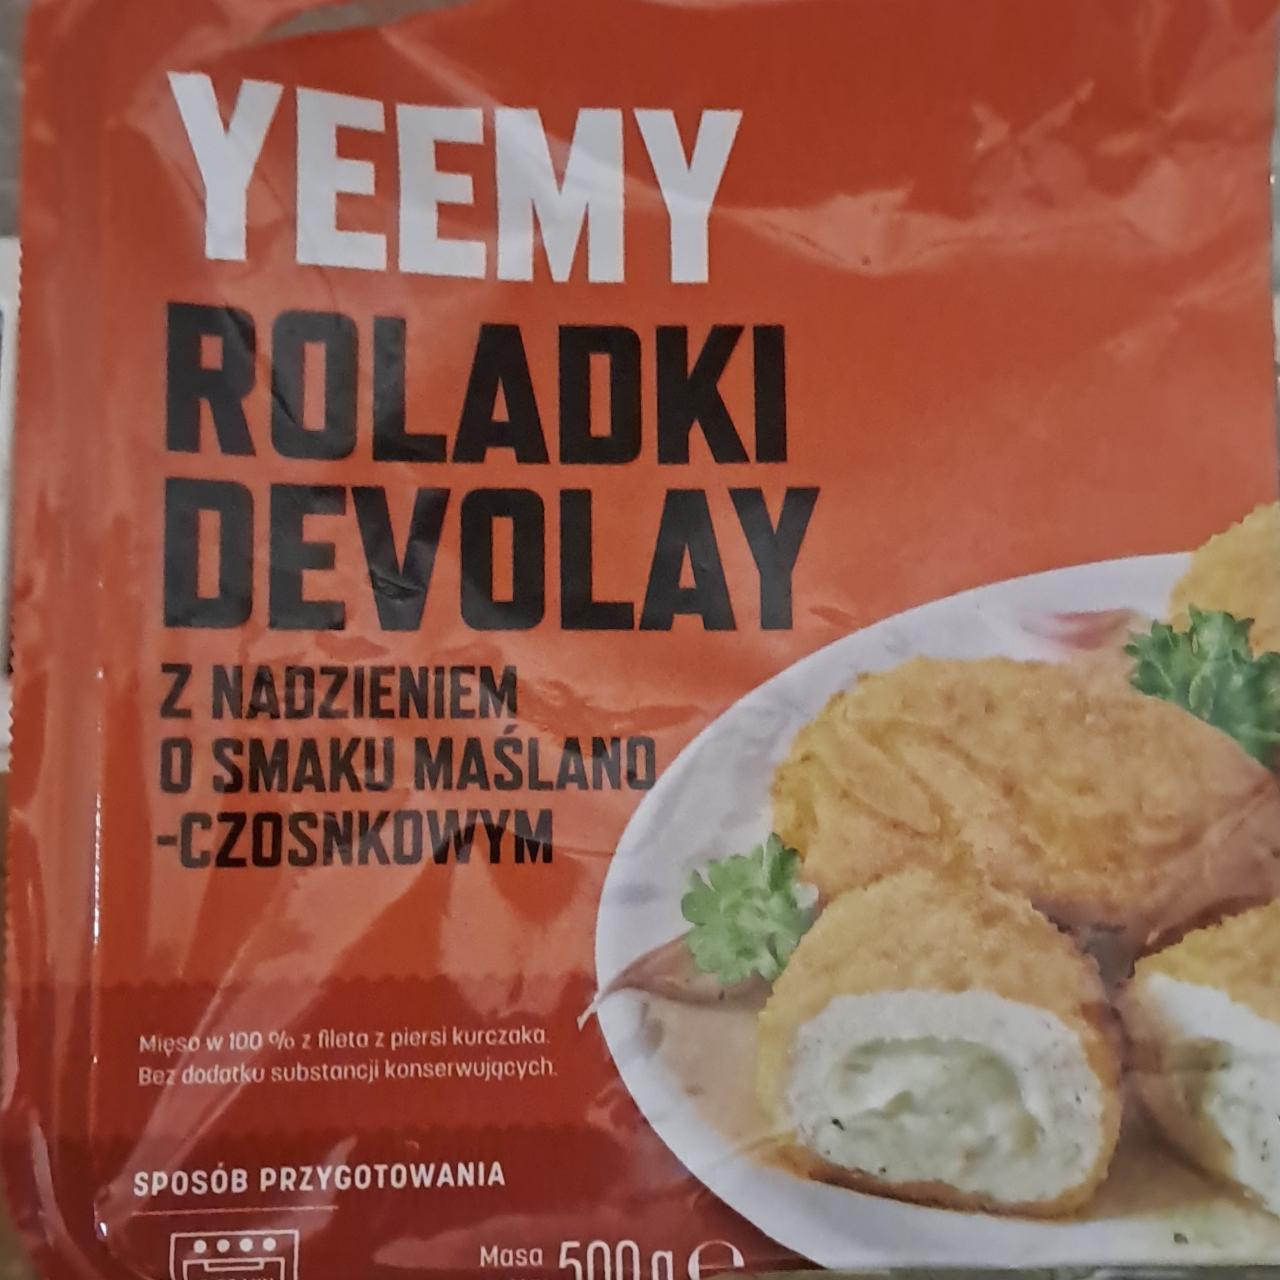 YEEMY
ROLADKI
DEVOLAY
Z NADZIENIEM
O SMAKU MAŚLANO
-CZOSNKOWYM
Mięso w 100 % z fileta z piersi kurczaka.
Bez dodatku substancji konserwujących.
SPOSÓB PRZYGOTOWANIA
Masa 500 g ℮